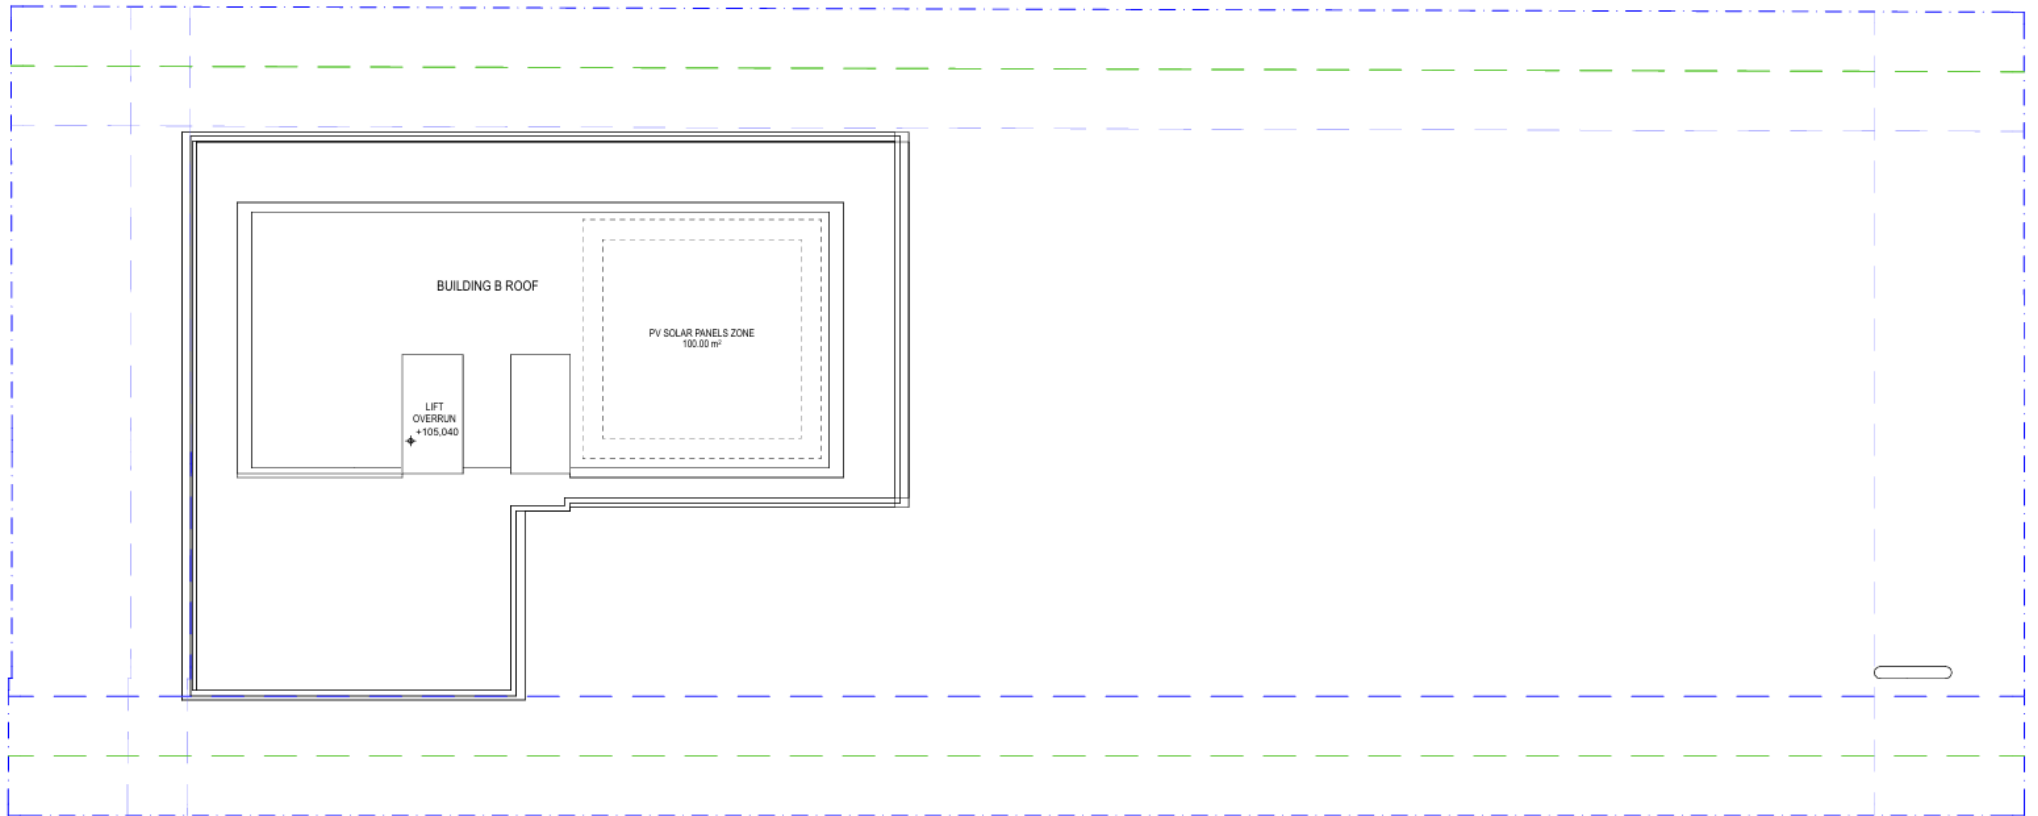 BUILDING B ROOF
PV SOLAR PANELS ZONE
100.00 m²
LIFT
OVERRUN
+105,040